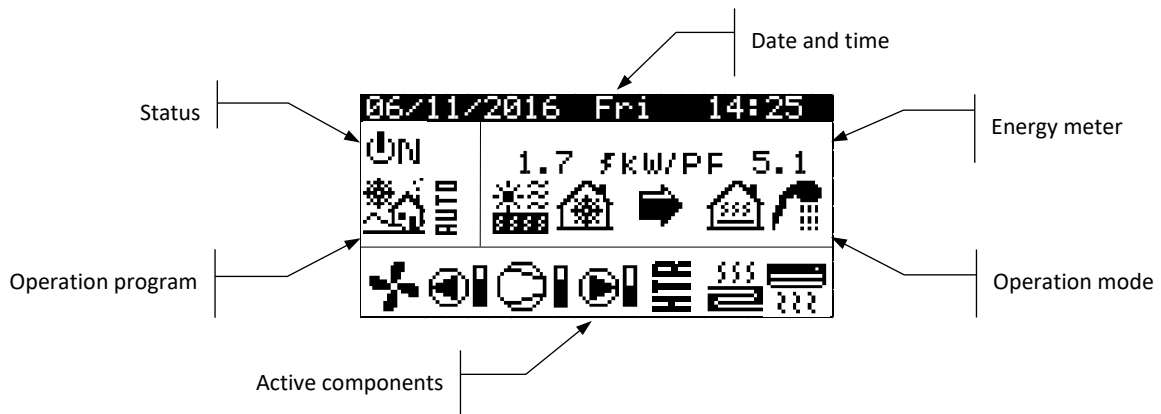 Date and time
Status
06/11/2016 Fri 14:25
Energy meter
ON
1.7 kW/PF 5.1
AUTO
Operation program
Operation mode
HTR
Active components